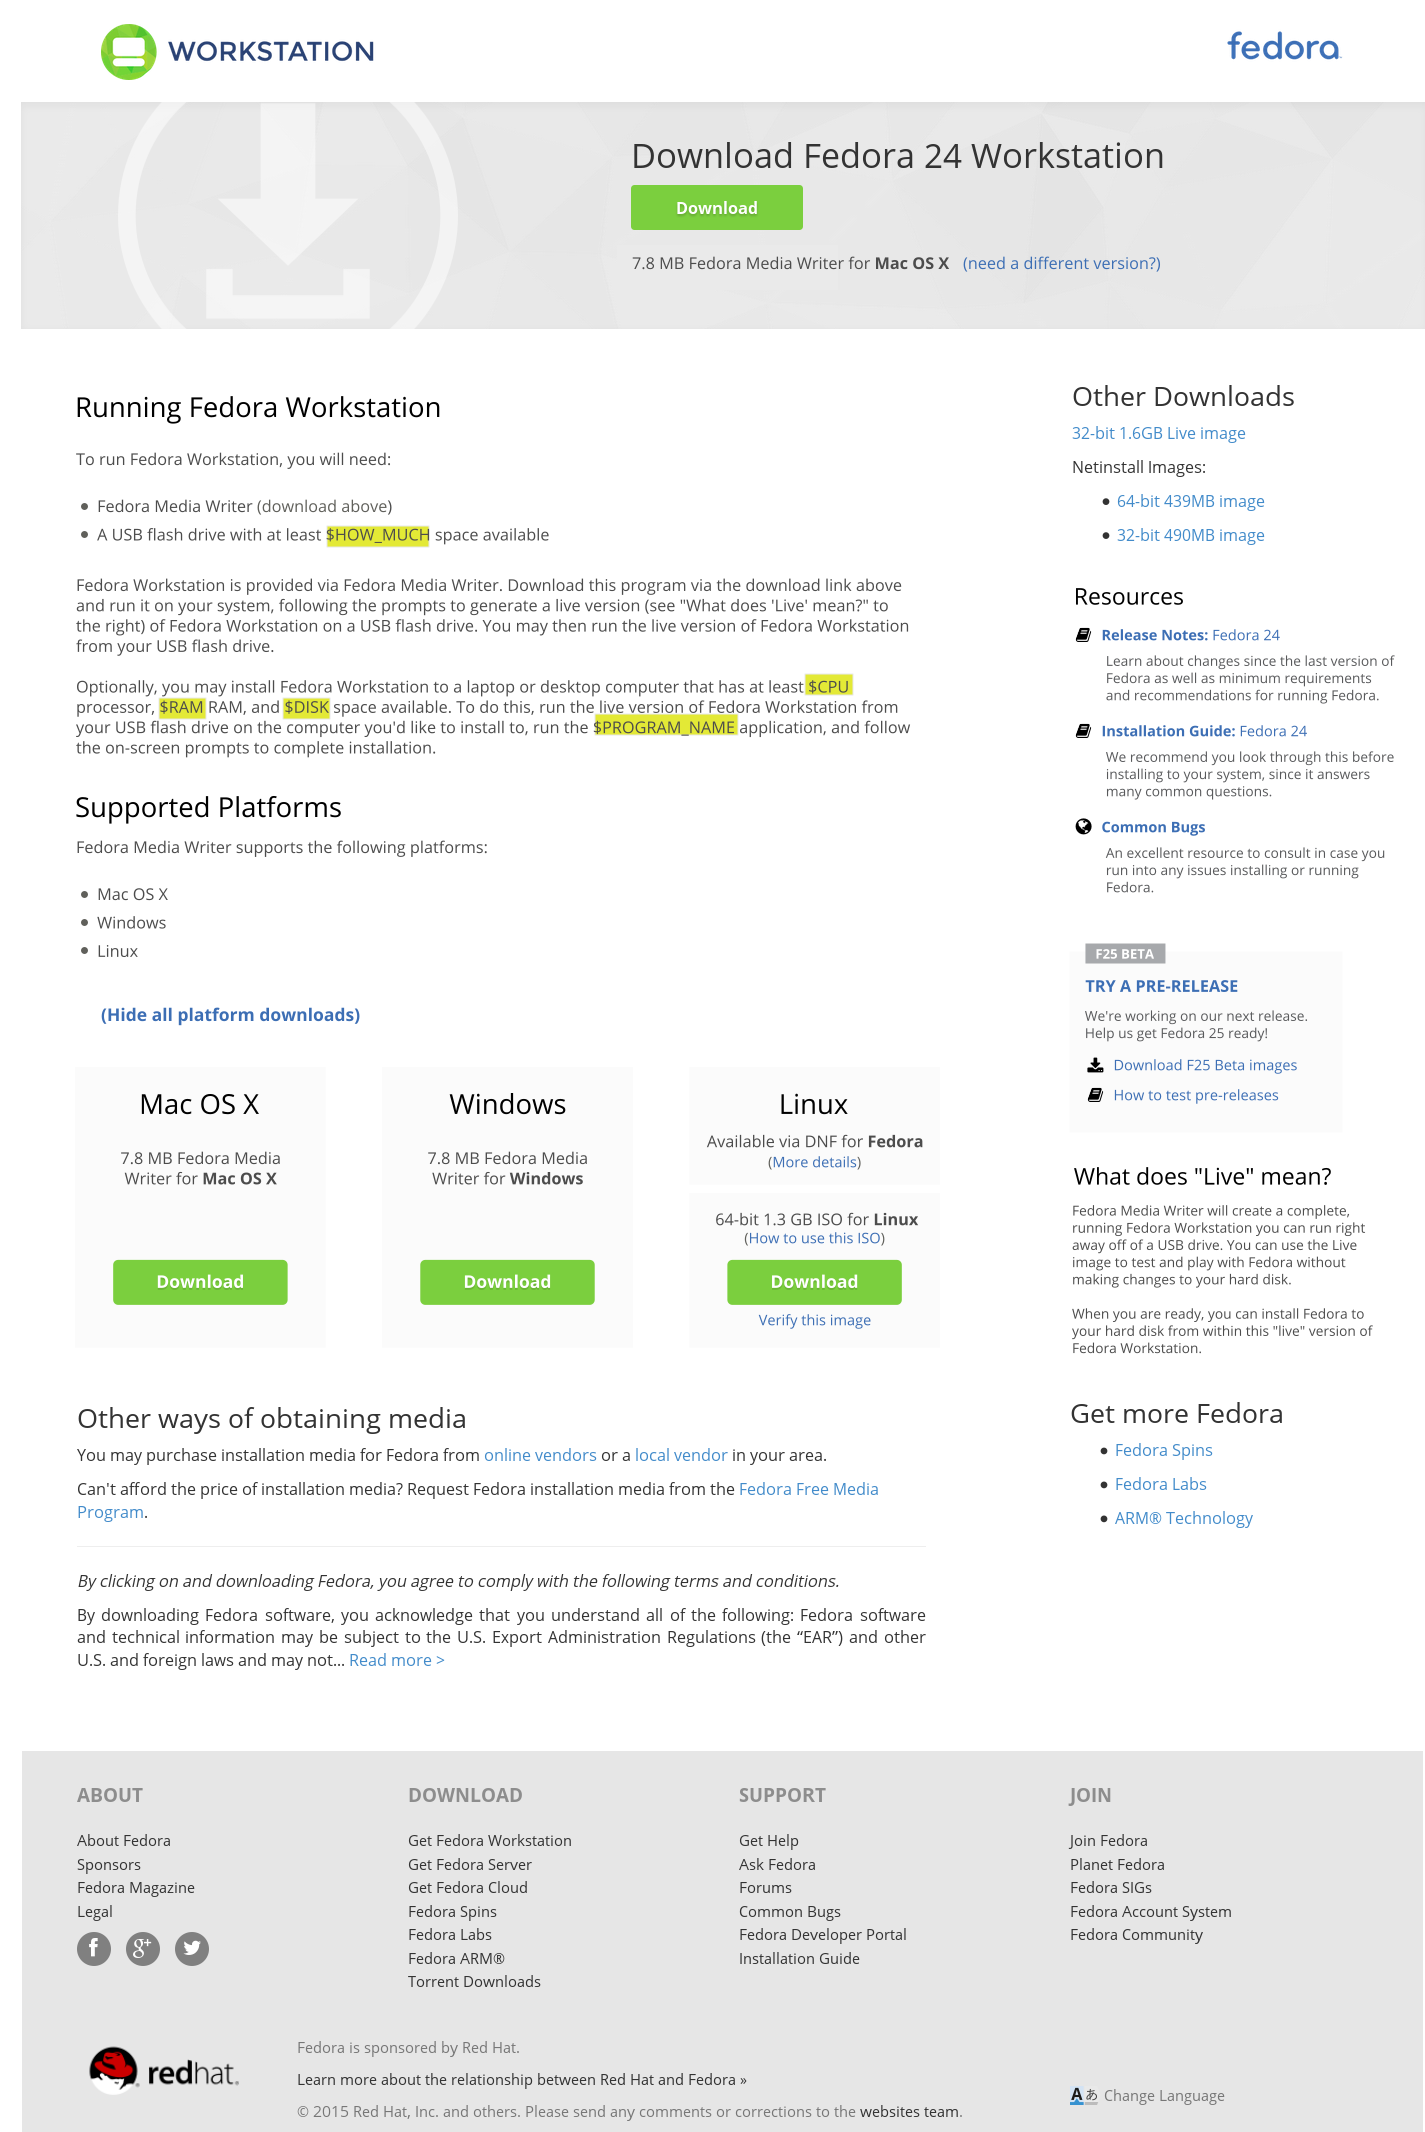 WORKSTATION
fedora
Download Fedora 24 Workstation
Download
7.8 MB Fedora Media Writer for Mac OS X (need a different version?)
Running Fedora Workstation
To run Fedora Workstation, you will need:
• Fedora Media Writer (download above)
• A USB flash drive with at least $HOW_MUCH space available
Fedora Workstation is provided via Fedora Media Writer. Download this program via the download link above
and run it on your system, following the prompts to generate a live version (see "What does 'Live' mean?" to
the right) of Fedora Workstation on a USB flash drive. You may then run the live version of Fedora Workstation
from your USB flash drive.
Optionally, you may install Fedora Workstation to a laptop or desktop computer that has at least $CPU
processor, $RAM RAM, and $DISK space available. To do this, run the live version of Fedora Workstation from
your USB flash drive on the computer you'd like to install to, run the $PROGRAM_NAME application, and follow
the on-screen prompts to complete installation.
Supported Platforms
Fedora Media Writer supports the following platforms:
• Mac OS X
• Windows
• Linux
(Hide all platform downloads)
Mac OS X
7.8 MB Fedora Media
Writer for Mac OS X
Download
Windows
7.8 MB Fedora Media
Writer for Windows
Download
Linux
Available via DNF for Fedora
(More details)
64-bit 1.3 GB ISO for Linux
(How to use this ISO)
Download
Verify this image
Other ways of obtaining media
You may purchase installation media for Fedora from online vendors or a local vendor in your area.
Can't afford the price of installation media? Request Fedora installation media from the Fedora Free Media
Program.
By clicking on and downloading Fedora, you agree to comply with the following terms and conditions.
By downloading Fedora software, you acknowledge that you understand all of the following: Fedora software
and technical information may be subject to the U.S. Export Administration Regulations (the “EAR”) and other
U.S. and foreign laws and may not... Read more >
Other Downloads
32-bit 1.6GB Live image
Netinstall Images:
• 64-bit 439MB image
• 32-bit 490MB image
Resources
Release Notes: Fedora 24
Learn about changes since the last version of
Fedora as well as minimum requirements
and recommendations for running Fedora.
Installation Guide: Fedora 24
We recommend you look through this before
installing to your system, since it answers
many common questions.
Common Bugs
An excellent resource to consult in case you
run into any issues installing or running
Fedora.
F25 BETA
TRY A PRE-RELEASE
We're working on our next release.
Help us get Fedora 25 ready!
Download F25 Beta images
How to test pre-releases
What does "Live" mean?
Fedora Media Writer will create a complete,
running Fedora Workstation you can run right
away off of a USB drive. You can use the Live
image to test and play with Fedora without
making changes to your hard disk.
When you are ready, you can install Fedora to
your hard disk from within this "live" version of
Fedora Workstation.
Get more Fedora
• Fedora Spins
• Fedora Labs
• ARM® Technology
ABOUT
About Fedora
Sponsors
Fedora Magazine
Legal
f g+
DOWNLOAD
Get Fedora Workstation
Get Fedora Server
Get Fedora Cloud
Fedora Spins
Fedora Labs
Fedora ARM®
Torrent Downloads
SUPPORT
Get Help
Ask Fedora
Forums
Common Bugs
Fedora Developer Portal
Installation Guide
JOIN
Join Fedora
Planet Fedora
Fedora SIGs
Fedora Account System
Fedora Community
redhat.
Fedora is sponsored by Red Hat.
Learn more about the relationship between Red Hat and Fedora »
© 2015 Red Hat, Inc. and others. Please send any comments or corrections to the websites team.
Aあ Change Language